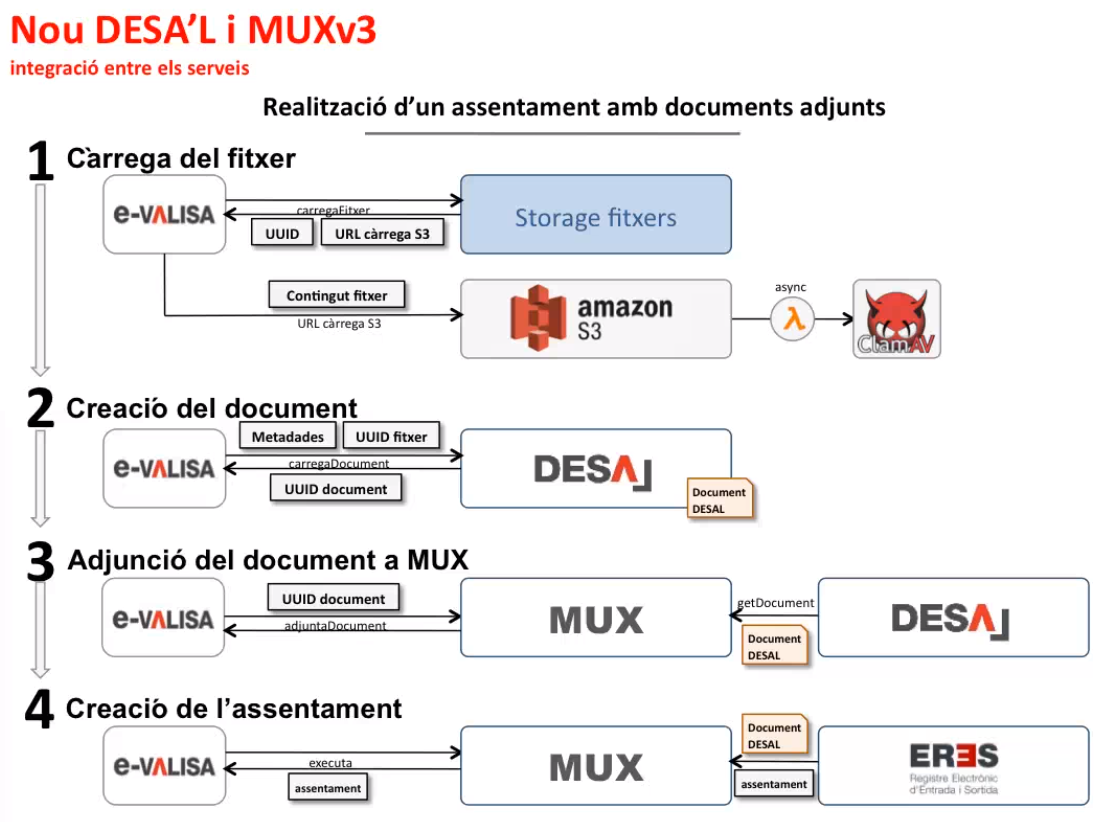 Nou DESA'L i MUXv3
integració entre els serveis
Realització d'un assentament amb documents adjunts
1 Càrrega del fitxer
e-VALISA
carregaFitxer
UUID
URL càrrega S3
Storage fitxers
Contingut fitxer
URL càrrega S3
amazon
S3
async
λ
ClamAV
2 Creació del document
e-VALISA
Metadades
UUID fitxer
carregaDocument
UUID document
DESAL
Document
DESAL
3 Adjunció del document a MUX
e-VALISA
UUID document
adjuntaDocument
MUX
getDocument
Document
DESAL
DESAL
4 Creació de l'assentament
e-VALISA
executa
assentament
MUX
Document
DESAL
assentament
ERES
Registre Electrònic
d'Entrada i Sortida